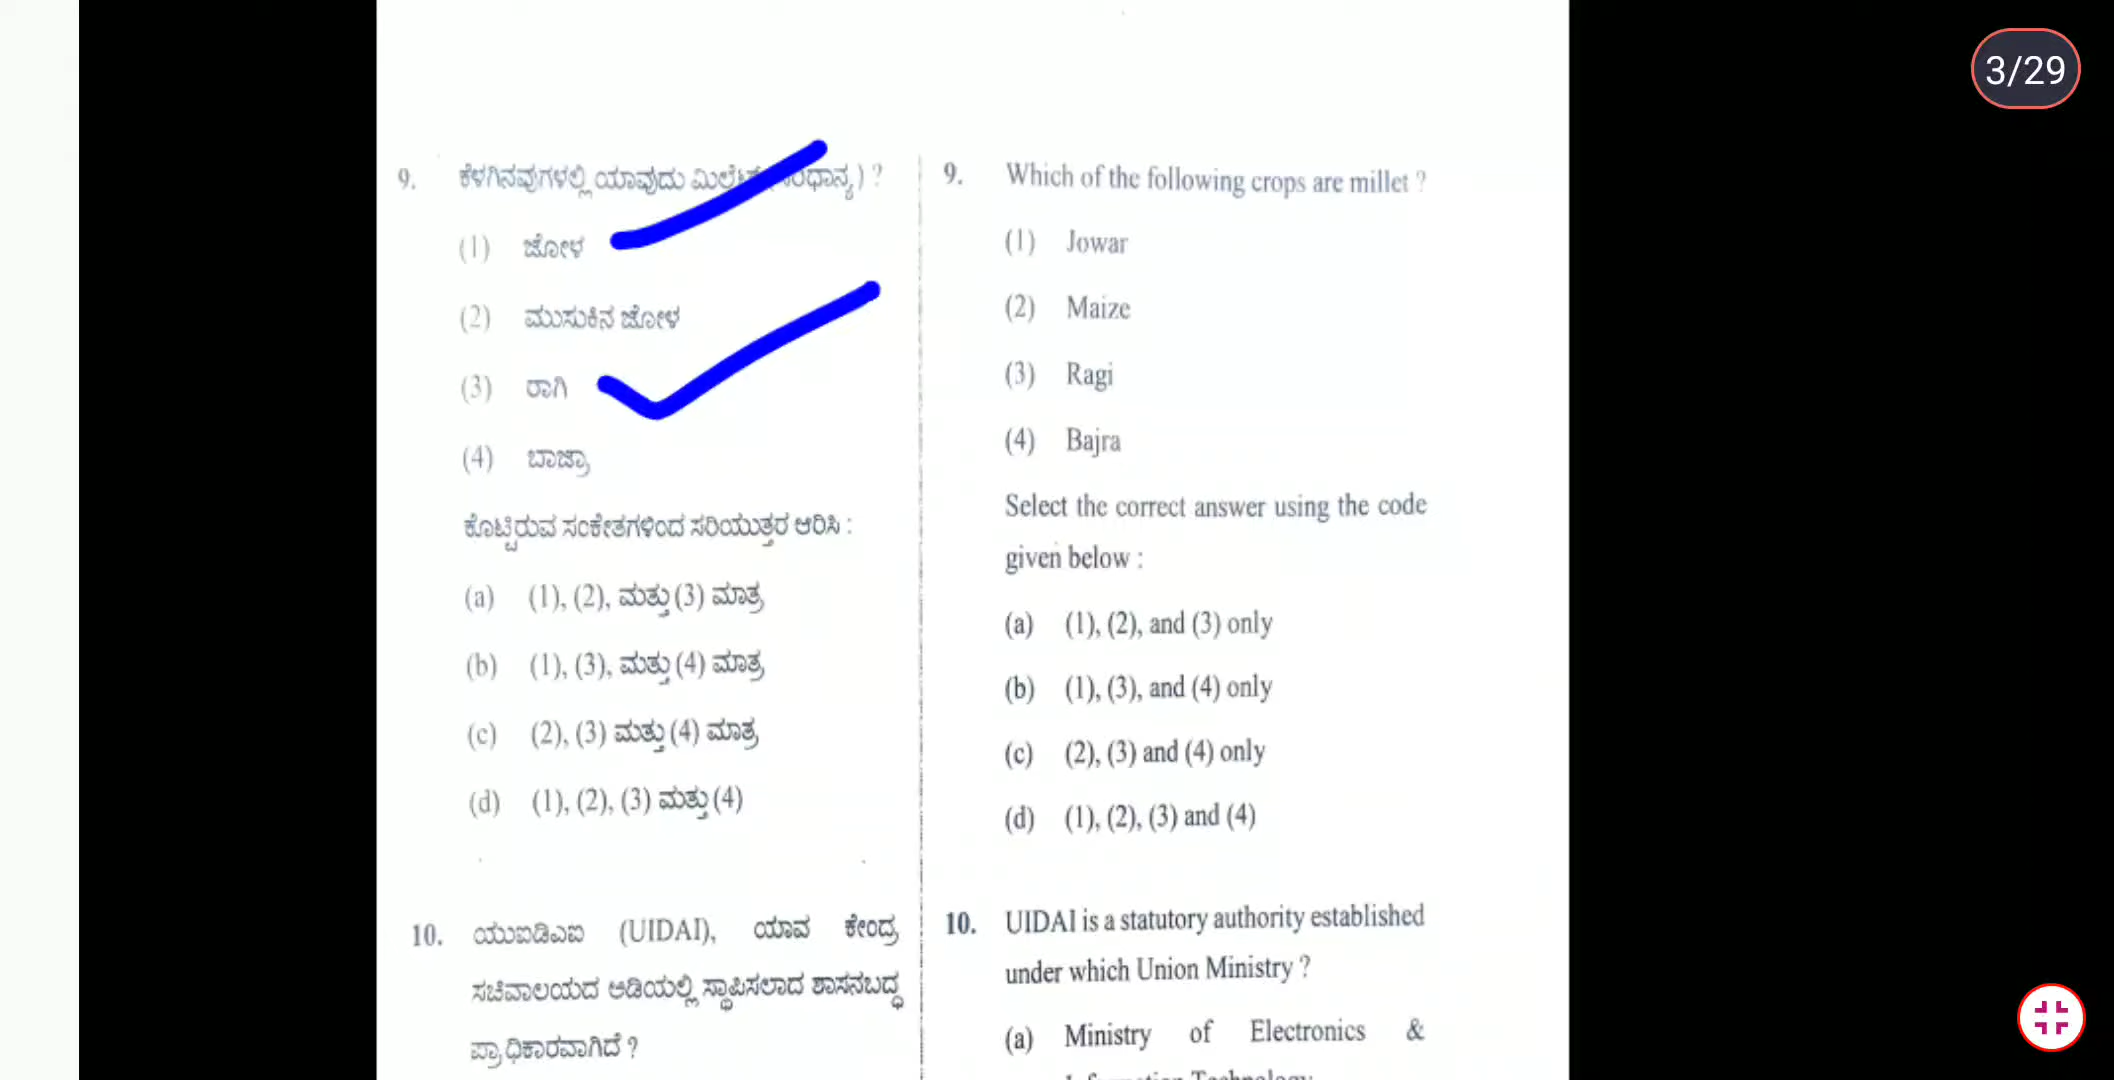 3/29
9. ಕೆಳಗಿನವುಗಳಲ್ಲಿ ಯಾವುದು ) ?
(1) ಜೋಳ
(2) ಮುಸುಕಿನ ಜೋಳ
(3) ರಾಗಿ
(4) ಬಾಜ್ರಾ
ಕೊಟ್ಟಿರುವ ಸಂಕೇತಗಳಿಂದ ಸರಿಯುತ್ತರ ಆರಿಸಿ :
(a) (1), (2), ಮತ್ತು (3) ಮಾತ್ರ
(b) (1), (3), ಮತ್ತು (4) ಮಾತ್ರ
(c) (2), (3) ಮತ್ತು (4) ಮಾತ್ರ
(d) (1), (2), (3) ಮತ್ತು (4)
10. ಯುಐಡಿಎಐ (UIDAI), ಯಾವ ಕೇಂದ್ರ
ಸಚಿವಾಲಯದ ಅಡಿಯಲ್ಲಿ ಸ್ಥಾಪಿಸಲಾದ ಶಾಸನಬದ್ಧ
ಪ್ರಾಧಿಕಾರವಾಗಿದೆ ?
9. Which of the following crops are millet ?
(1) Jowar
(2) Maize
(3) Ragi
(4) Bajra
Select the correct answer using the code
given below :
(a) (1), (2), and (3) only
(b) (1), (3), and (4) only
(c) (2), (3) and (4) only
(d) (1), (2), (3) and (4)
10. UIDAI is a statutory authority established
under which Union Ministry ?
(a) Ministry of Electronics &
Technology